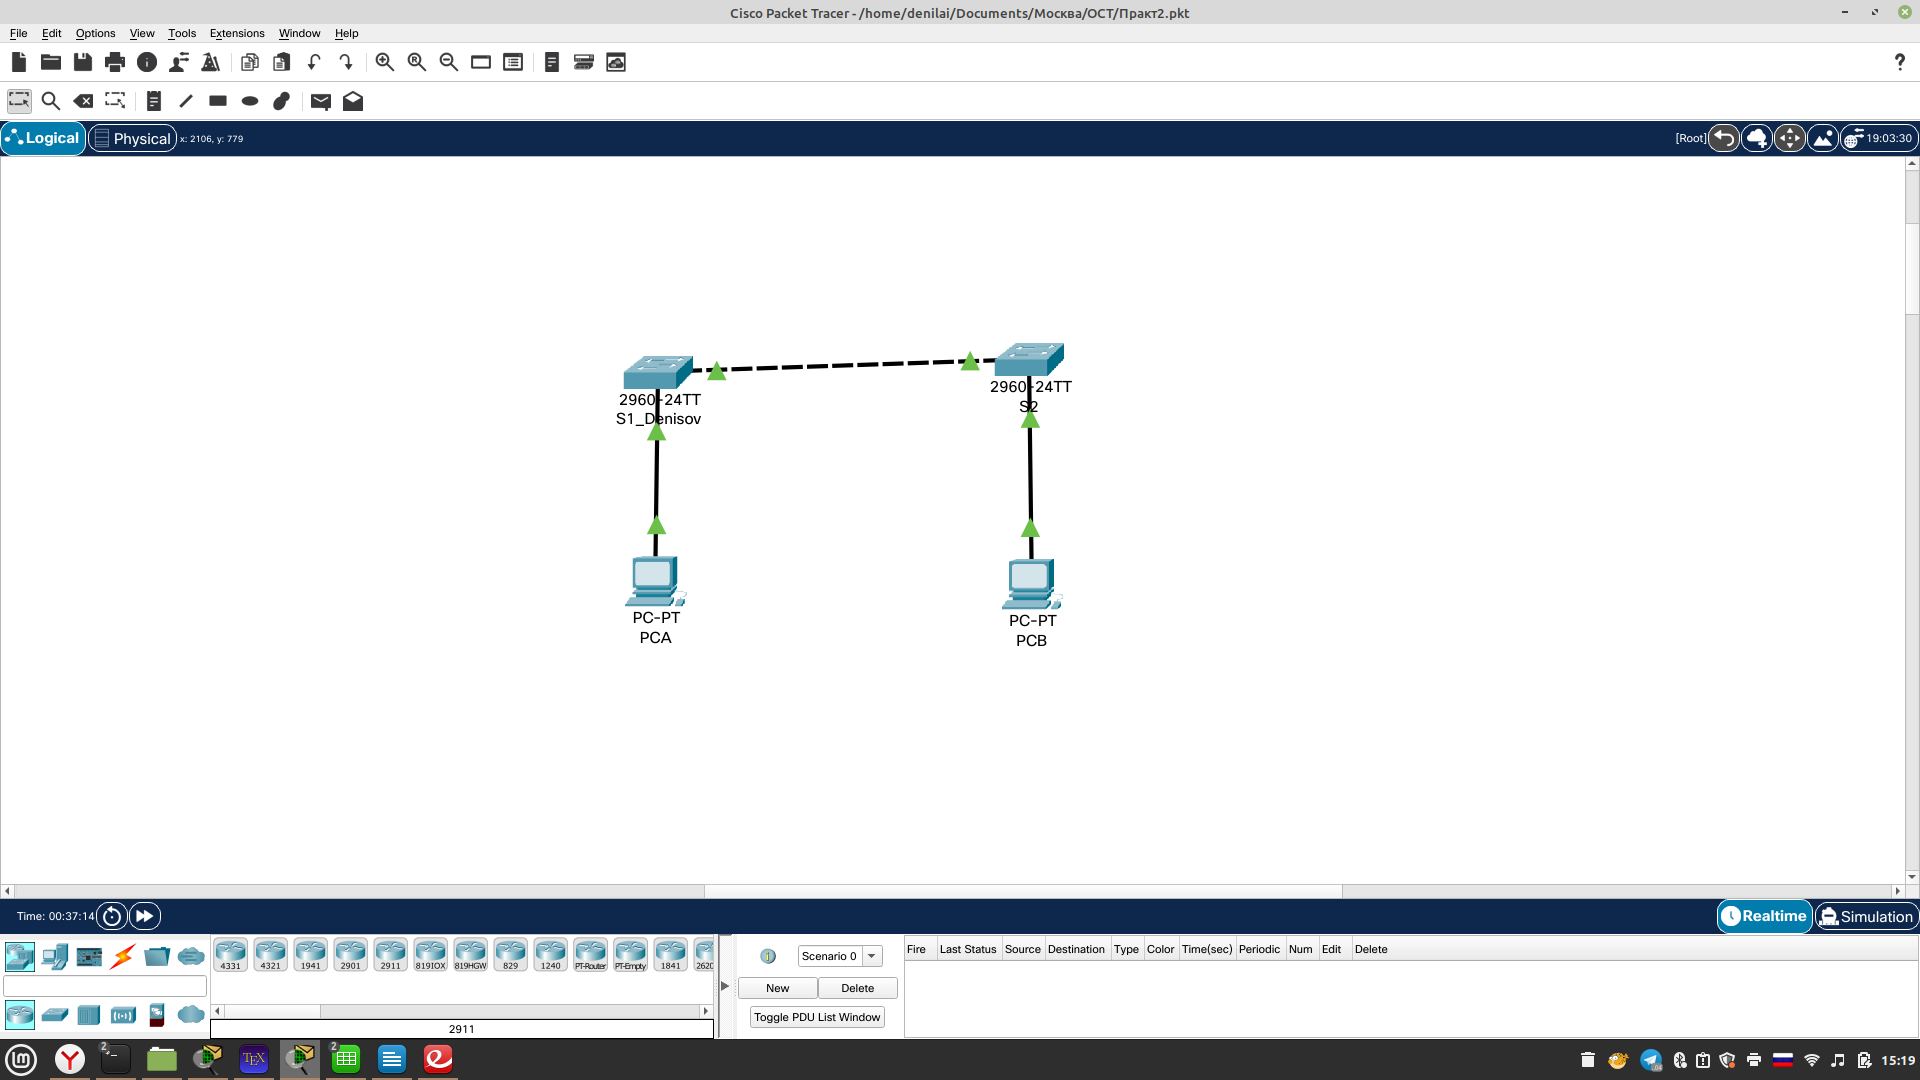 Cisco Packet Tracer - /home/denilai/Documents/Москва/ОСТ/Практ2.pkt
File Edit Options View Tools Extensions Window Help
Logical Physical x: 2106, y: 779 [Root] 19:03:30
2960-24TT
S1_Denisov
2960-24TT
S2
PC-PT
PCA
PC-PT
PCB
Time: 00:37:14 Realtime Simulation
4331 4321 1941 2901 2911 819IOX 819HGW 829 1240 PT-Router PT-Empty 1841 2620
2911
Scenario 0
New Delete
Toggle PDU List Window
Fire Last Status Source Destination Type Color Time(sec) Periodic Num Edit Delete
2 2 15:19